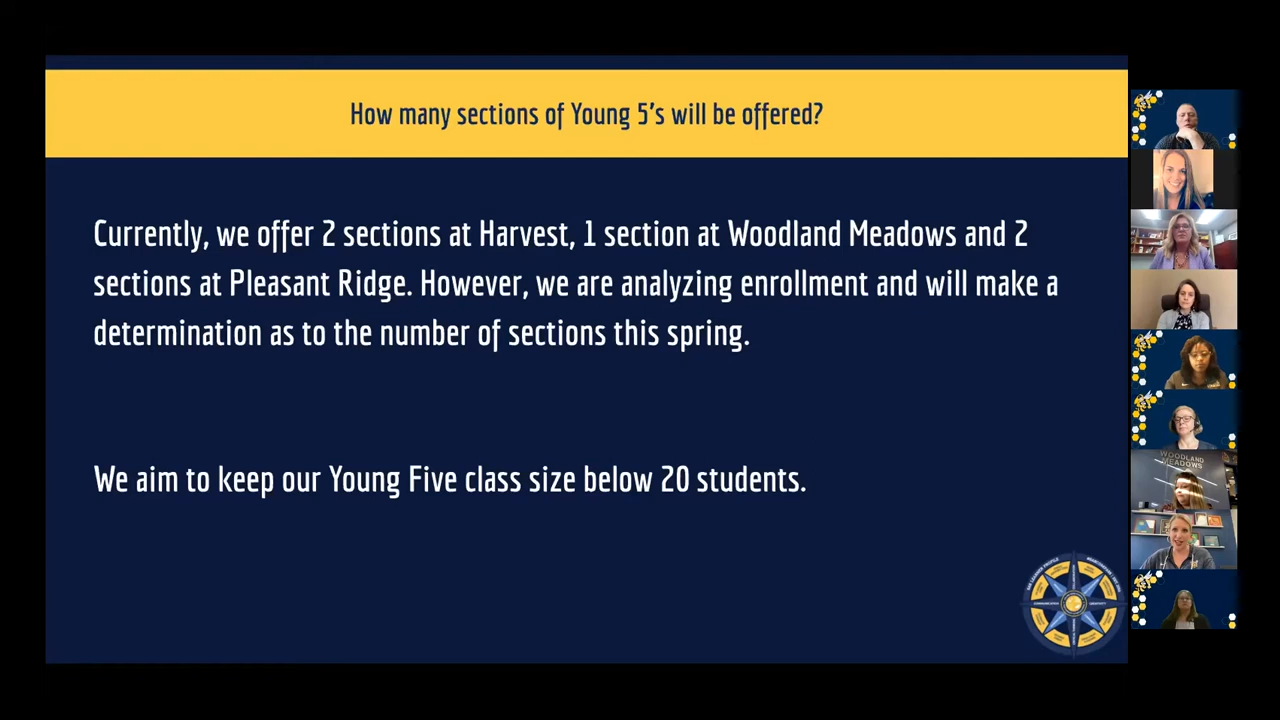 How many sections of Young 5's will be offered?
Currently, we offer 2 sections at Harvest, 1 section at Woodland Meadows and 2
sections at Pleasant Ridge. However, we are analyzing enrollment and will make a
determination as to the number of sections this spring.
We aim to keep our Young Five class size below 20 students.
WOODLAND
MEADOWS